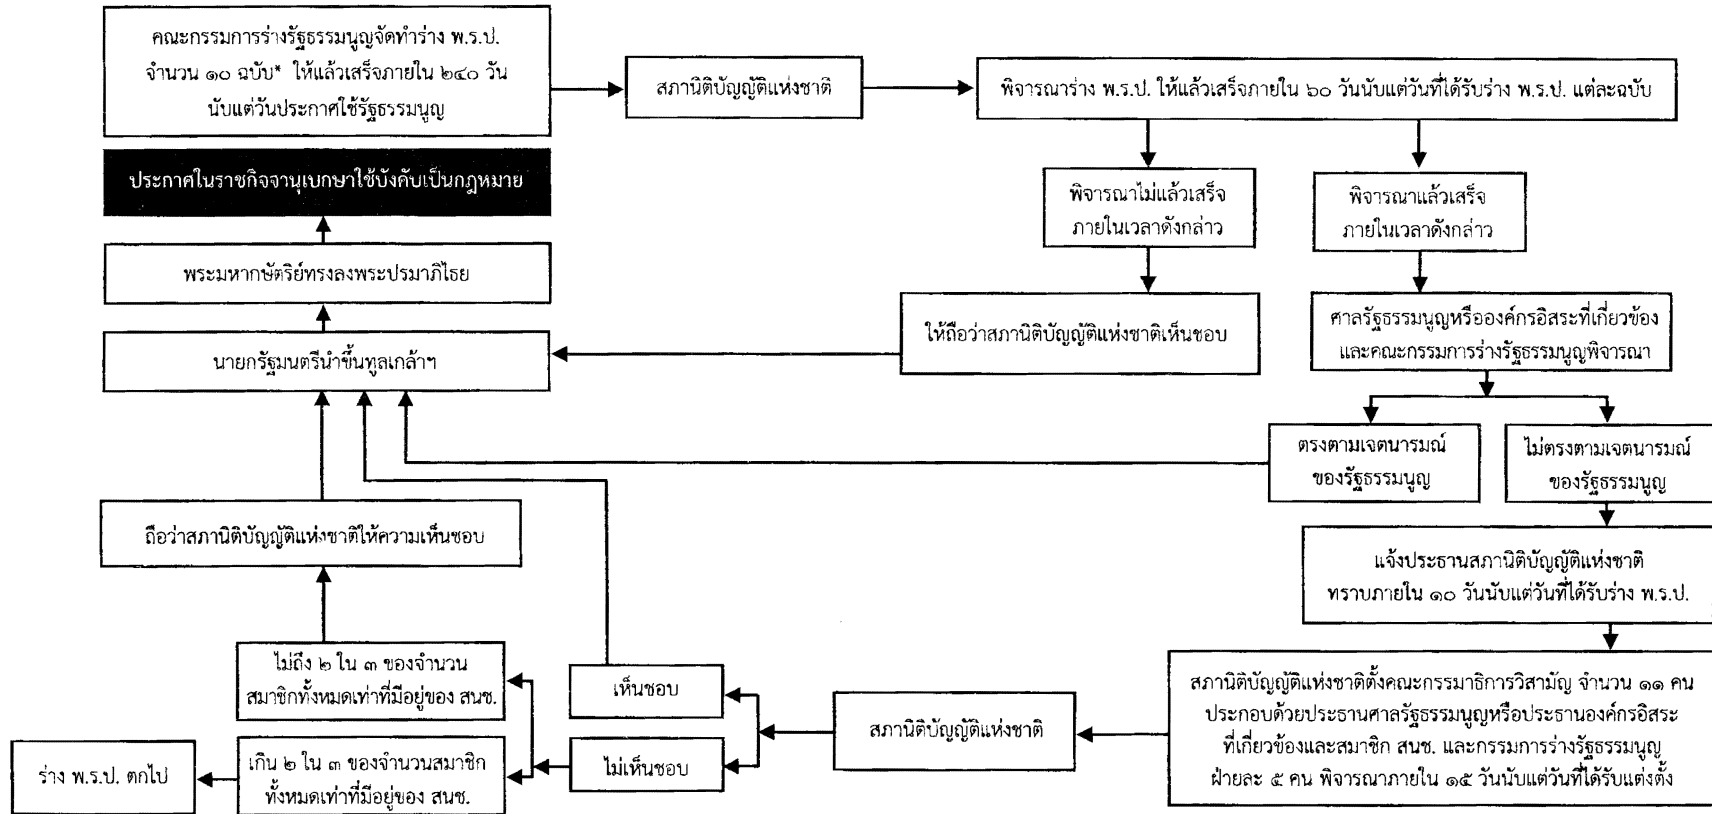 คณะกรรมการร่างรัฐธรรมนูญจัดทำร่าง พ.ร.ป.
จำนวน ๑๐ ฉบับ* ให้แล้วเสร็จภายใน ๒๔๐ วัน
นับแต่วันประกาศใช้รัฐธรรมนูญ
สภานิติบัญญัติแห่งชาติ
พิจารณาร่าง พ.ร.ป. ให้แล้วเสร็จภายใน ๖๐ วันนับแต่วันที่ได้รับร่าง พ.ร.ป. แต่ละฉบับ
ประกาศในราชกิจจานุเบกษาใช้บังคับเป็นกฎหมาย
พิจารณาไม่แล้วเสร็จ
ภายในเวลาดังกล่าว
พิจารณาแล้วเสร็จ
ภายในเวลาดังกล่าว
พระมหากษัตริย์ทรงลงพระปรมาภิไธย
ให้ถือว่าสภานิติบัญญัติแห่งชาติเห็นชอบ
ศาลรัฐธรรมนูญหรือองค์กรอิสระที่เกี่ยวข้อง
และคณะกรรมการร่างรัฐธรรมนูญพิจารณา
นายกรัฐมนตรีนำขึ้นทูลเกล้าฯ
ตรงตามเจตนารมณ์
ของรัฐธรรมนูญ
ไม่ตรงตามเจตนารมณ์
ของรัฐธรรมนูญ
ถือว่าสภานิติบัญญัติแห่งชาติให้ความเห็นชอบ
แจ้งประธานสภานิติบัญญัติแห่งชาติ
ทราบภายใน ๑๐ วันนับแต่วันที่ได้รับร่าง พ.ร.ป.
ไม่ถึง ๒ ใน ๓ ของจำนวน
สมาชิกทั้งหมดเท่าที่มีอยู่ของ สนช.
เห็นชอบ
สภานิติบัญญัติแห่งชาติ
สภานิติบัญญัติแห่งชาติตั้งคณะกรรมาธิการวิสามัญ จำนวน ๑๑ คน
ประกอบด้วยประธานศาลรัฐธรรมนูญหรือประธานองค์กรอิสระ
ที่เกี่ยวข้องและสมาชิก สนช. และกรรมการร่างรัฐธรรมนูญ
ฝ่ายละ ๕ คน พิจารณาภายใน ๑๕ วันนับแต่วันที่ได้รับแต่งตั้ง
ร่าง พ.ร.ป. ตกไป
เกิน ๒ ใน ๓ ของจำนวนสมาชิก
ทั้งหมดเท่าที่มีอยู่ของ สนช.
ไม่เห็นชอบ